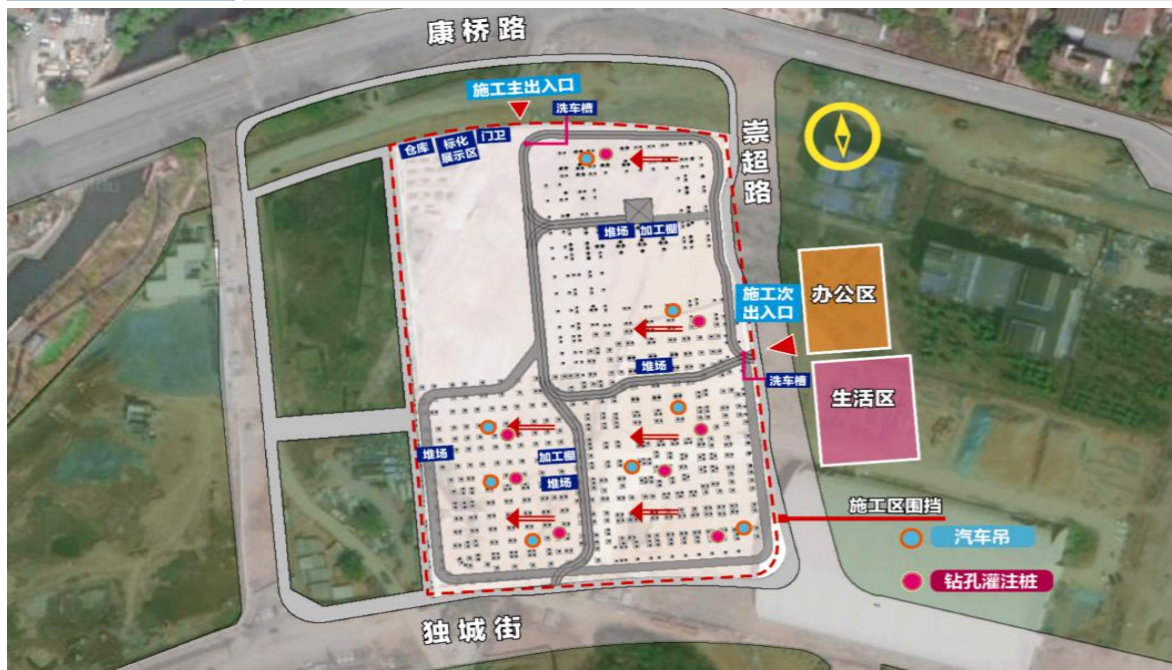 康桥路
施工主出入口
洗车槽
仓库
标化
展示区
门卫
崇超路
堆场
加工棚
施工次
出入口
办公区
堆场
洗车槽
生活区
堆场
加工棚
堆场
施工区围挡
汽车吊
钻孔灌注桩
独城街